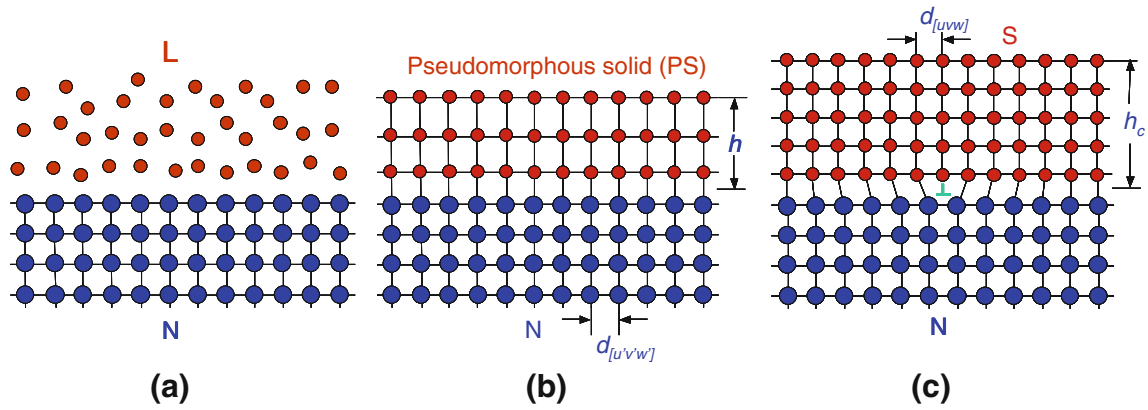 L
N
(a)
Pseudomorphous solid (PS)
h
N
d[u'v'w']
(b)
d[uvw]
S
hc
⊥
N
(c)